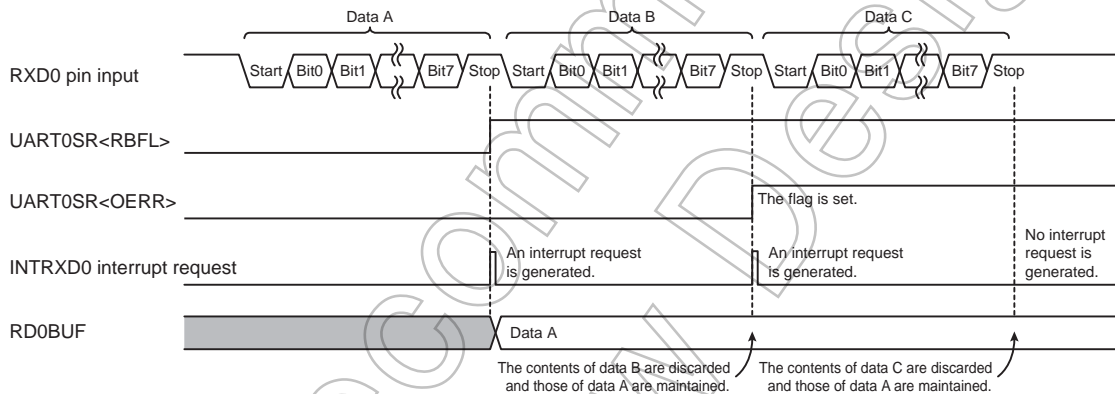 Data A Data B Data C
RXD0 pin input Start Bit0 Bit1 Bit7 Stop Start Bit0 Bit1 Bit7 Stop Start Bit0 Bit1 Bit7 Stop
UART0SR<RBFL>
UART0SR<OERR> The flag is set.
INTRXD0 interrupt request
An interrupt request
is generated.
An interrupt request
is generated.
No interrupt
request is
generated.
RD0BUF Data A
The contents of data B are discarded
and those of data A are maintained.
The contents of data C are discarded
and those of data A are maintained.